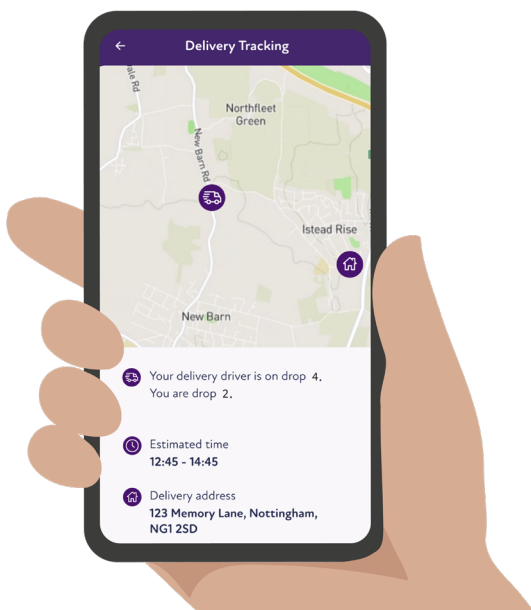 Delivery Tracking
ale Rd
Northfleet
Green
New Barn Rd
Istead Rise
New Barn
Your delivery driver is on drop 4.
You are drop 2.
Estimated time
12:45 - 14:45
Delivery address
123 Memory Lane, Nottingham,
NG1 2SD